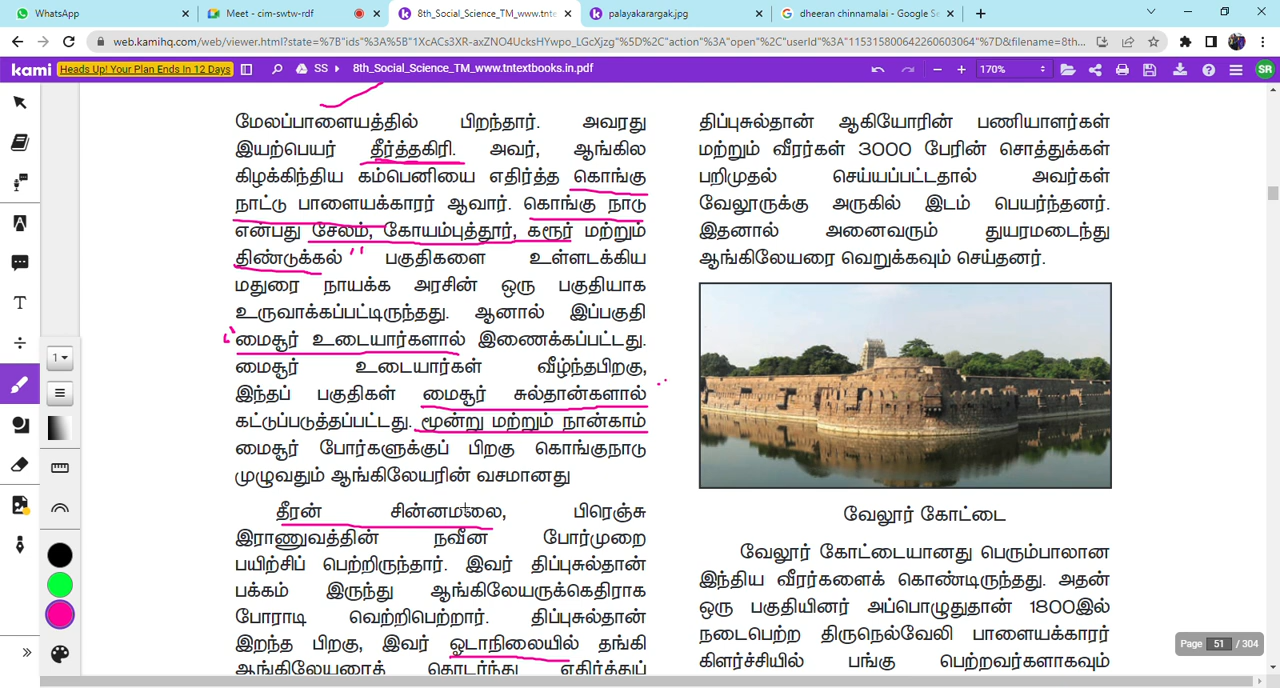 WhatsApp
Meet - cim-swtw-rdf
8th_Social_Science_TM_www.tnte
palayakarargak.jpg
dheeran chinnamalai - Google Se
web.kamihq.com/web/viewer.html?state=%7B"ids"%3A%5B"1XcACs3XR-axZNO4UcksHYwpo_LGcXjzg"%5D%2C"action"%3A"open"%2C"userId"%3A"115315800642260603064"%7D&filename=8th...
kami
Heads Up! Your Plan Ends In 12 Days
SS
8th_Social_Science_TM_www.tntextbooks.in.pdf
170%
SR
மேலப்பாளையத்தில் பிறந்தார். அவரது
இயற்பெயர் தீர்த்தகிரி. அவர், ஆங்கில
கிழக்கிந்திய கம்பெனியை எதிர்த்த கொங்கு
நாட்டு பாளையக்காரர் ஆவார். கொங்கு நாடு
என்பது சேலம், கோயம்புத்தூர், கரூர் மற்றும்
திண்டுக்கல் பகுதிகளை உள்ளடக்கிய
மதுரை நாயக்க அரசின் ஒரு பகுதியாக
உருவாக்கப்பட்டிருந்தது. ஆனால் இப்பகுதி
மைசூர் உடையார்களால் இணைக்கப்பட்டது.
மைசூர் உடையார்கள் வீழ்ந்தபிறகு,
இந்தப் பகுதிகள் மைசூர் சுல்தான்களால்
கட்டுப்படுத்தப்பட்டது. மூன்று மற்றும் நான்காம்
மைசூர் போர்களுக்குப் பிறகு கொங்குநாடு
முழுவதும் ஆங்கிலேயரின் வசமானது
தீரன் சின்னமலை, பிரெஞ்சு
இராணுவத்தின் நவீன போர்முறை
பயிற்சிப் பெற்றிருந்தார். இவர் திப்புசுல்தான்
பக்கம் இருந்து ஆங்கிலேயருக்கெதிராக
போராடி வெற்றிபெற்றார். திப்புசுல்தான்
இறந்த பிறகு, இவர் ஓடாநிலையில் தங்கி
ஆங்கிலேயரைத் தொடர்ந்து எதிர்த்துப்
திப்புசுல்தான் ஆகியோரின் பணியாளர்கள்
மற்றும் வீரர்கள் 3000 பேரின் சொத்துக்கள்
பறிமுதல் செய்யப்பட்டதால் அவர்கள்
வேலூருக்கு அருகில் இடம் பெயர்ந்தனர்.
இதனால் அனைவரும் துயரமடைந்து
ஆங்கிலேயரை வெறுக்கவும் செய்தனர்.
வேலூர் கோட்டை
வேலூர் கோட்டையானது பெரும்பாலான
இந்திய வீரர்களைக் கொண்டிருந்தது. அதன்
ஒரு பகுதியினர் அப்பொழுதுதான் 1800இல்
நடைபெற்ற திருநெல்வேலி பாளையக்காரர்
கிளர்ச்சியில் பங்கு பெற்றவர்களாகவும்
Page 51 / 304